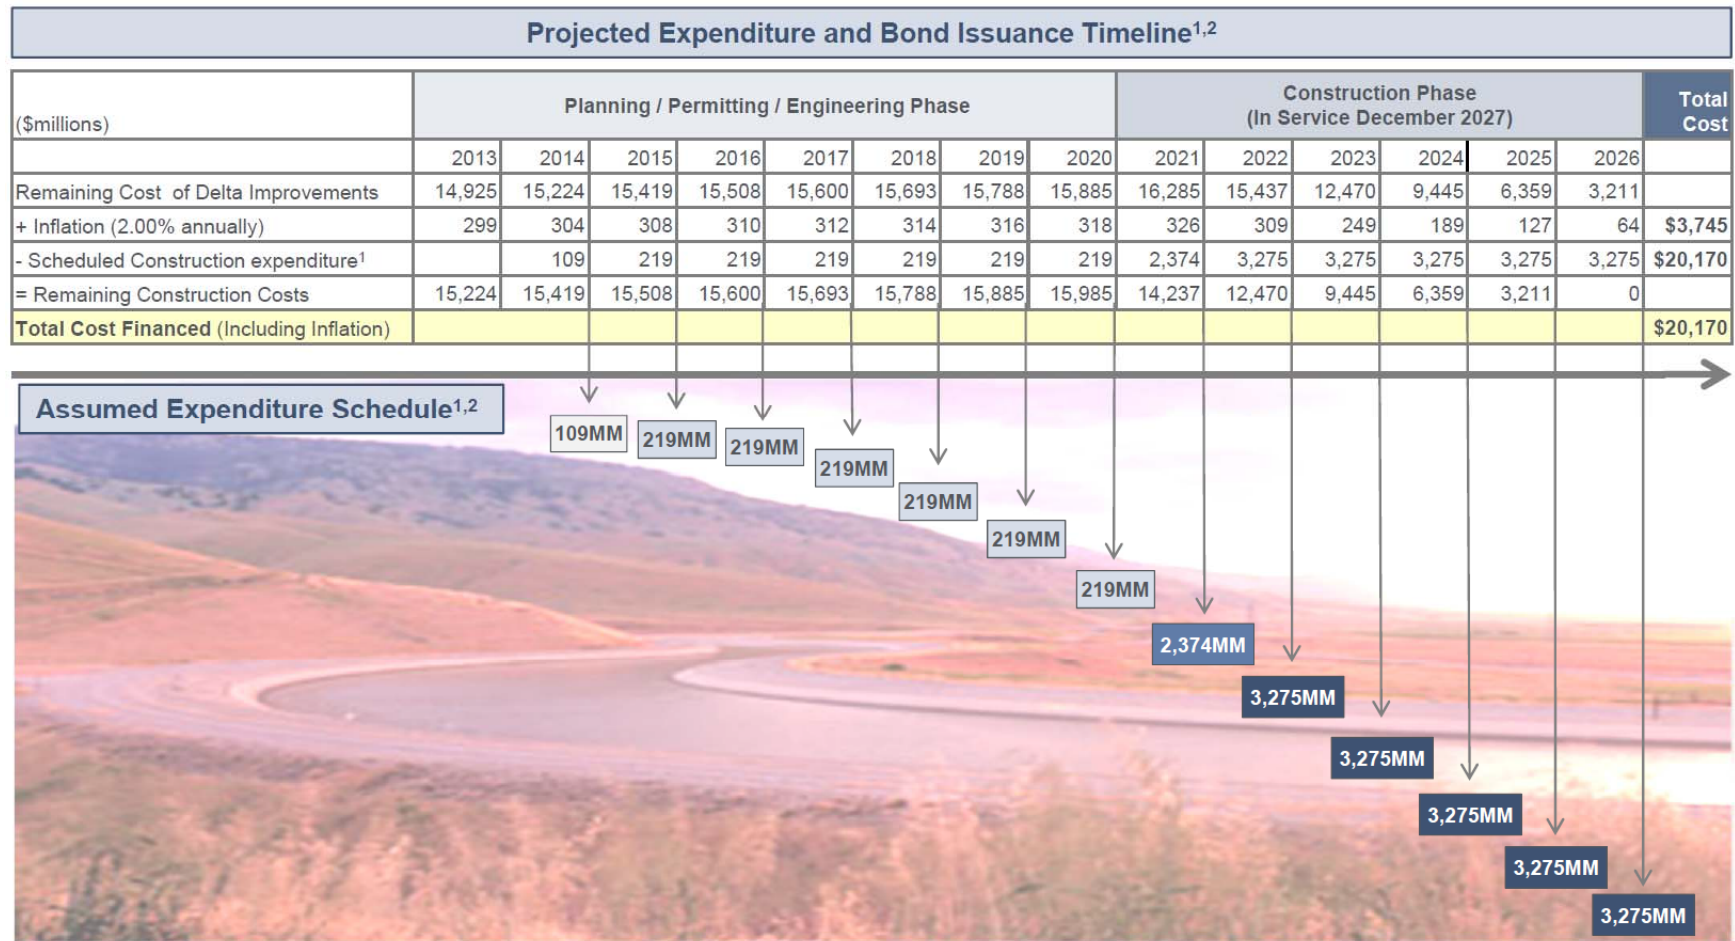 Projected Expenditure and Bond Issuance Timeline1,2
($millions) Planning / Permitting / Engineering Phase Construction Phase (In Service December 2027) Total Cost
2013 2014 2015 2016 2017 2018 2019 2020 2021 2022 2023 2024 2025 2026
Remaining Cost of Delta Improvements 14,925 15,224 15,419 15,508 15,600 15,693 15,788 15,885 16,285 15,437 12,470 9,445 6,359 3,211
+ Inflation (2.00% annually) 299 304 308 310 312 314 316 318 326 309 249 189 127 64 $3,745
- Scheduled Construction expenditure1 109 219 219 219 219 219 219 2,374 3,275 3,275 3,275 3,275 3,275 $20,170
= Remaining Construction Costs 15,224 15,419 15,508 15,600 15,693 15,788 15,885 15,985 14,237 12,470 9,445 6,359 3,211 0
Total Cost Financed (Including Inflation) $20,170
Assumed Expenditure Schedule1,2
109MM
219MM
219MM
219MM
219MM
219MM
219MM
2,374MM
3,275MM
3,275MM
3,275MM
3,275MM
3,275MM